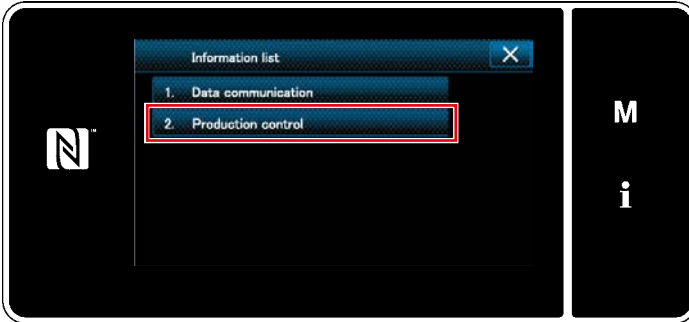 Information list
1. Data communication
2. Production control
M
i